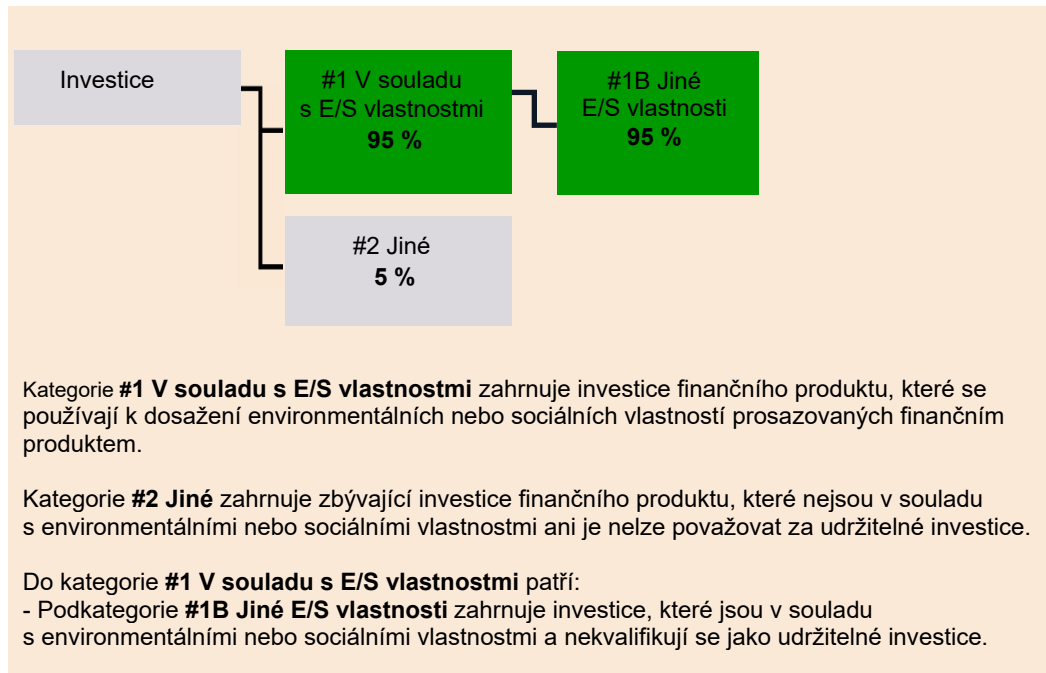 Investice
#1 V souladu
s E/S vlastnostmi
95 %
#1B Jiné
E/S vlastnosti
95 %
#2 Jiné
5 %
Kategorie #1 V souladu s E/S vlastnostmi zahrnuje investice finančního produktu, které se
používají k dosažení environmentálních nebo sociálních vlastností prosazovaných finančním
produktem.
Kategorie #2 Jiné zahrnuje zbývající investice finančního produktu, které nejsou v souladu
s environmentálními nebo sociálními vlastnostmi ani je nelze považovat za udržitelné investice.
Do kategorie #1 V souladu s E/S vlastnostmi patří:
- Podkategorie #1B Jiné E/S vlastnosti zahrnuje investice, které jsou v souladu
s environmentálními nebo sociálními vlastnostmi a nekvalifikují se jako udržitelné investice.